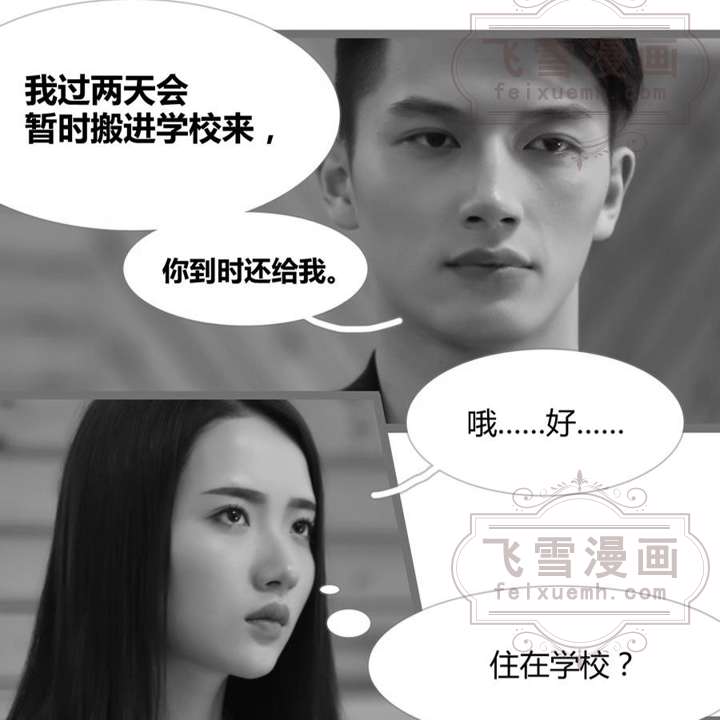 飞雪漫画
feixuemh.com
我过两天会
暂时搬进学校来，
你到时还给我。
哦……好……
飞雪漫画
feixuemh.com
住在学校？